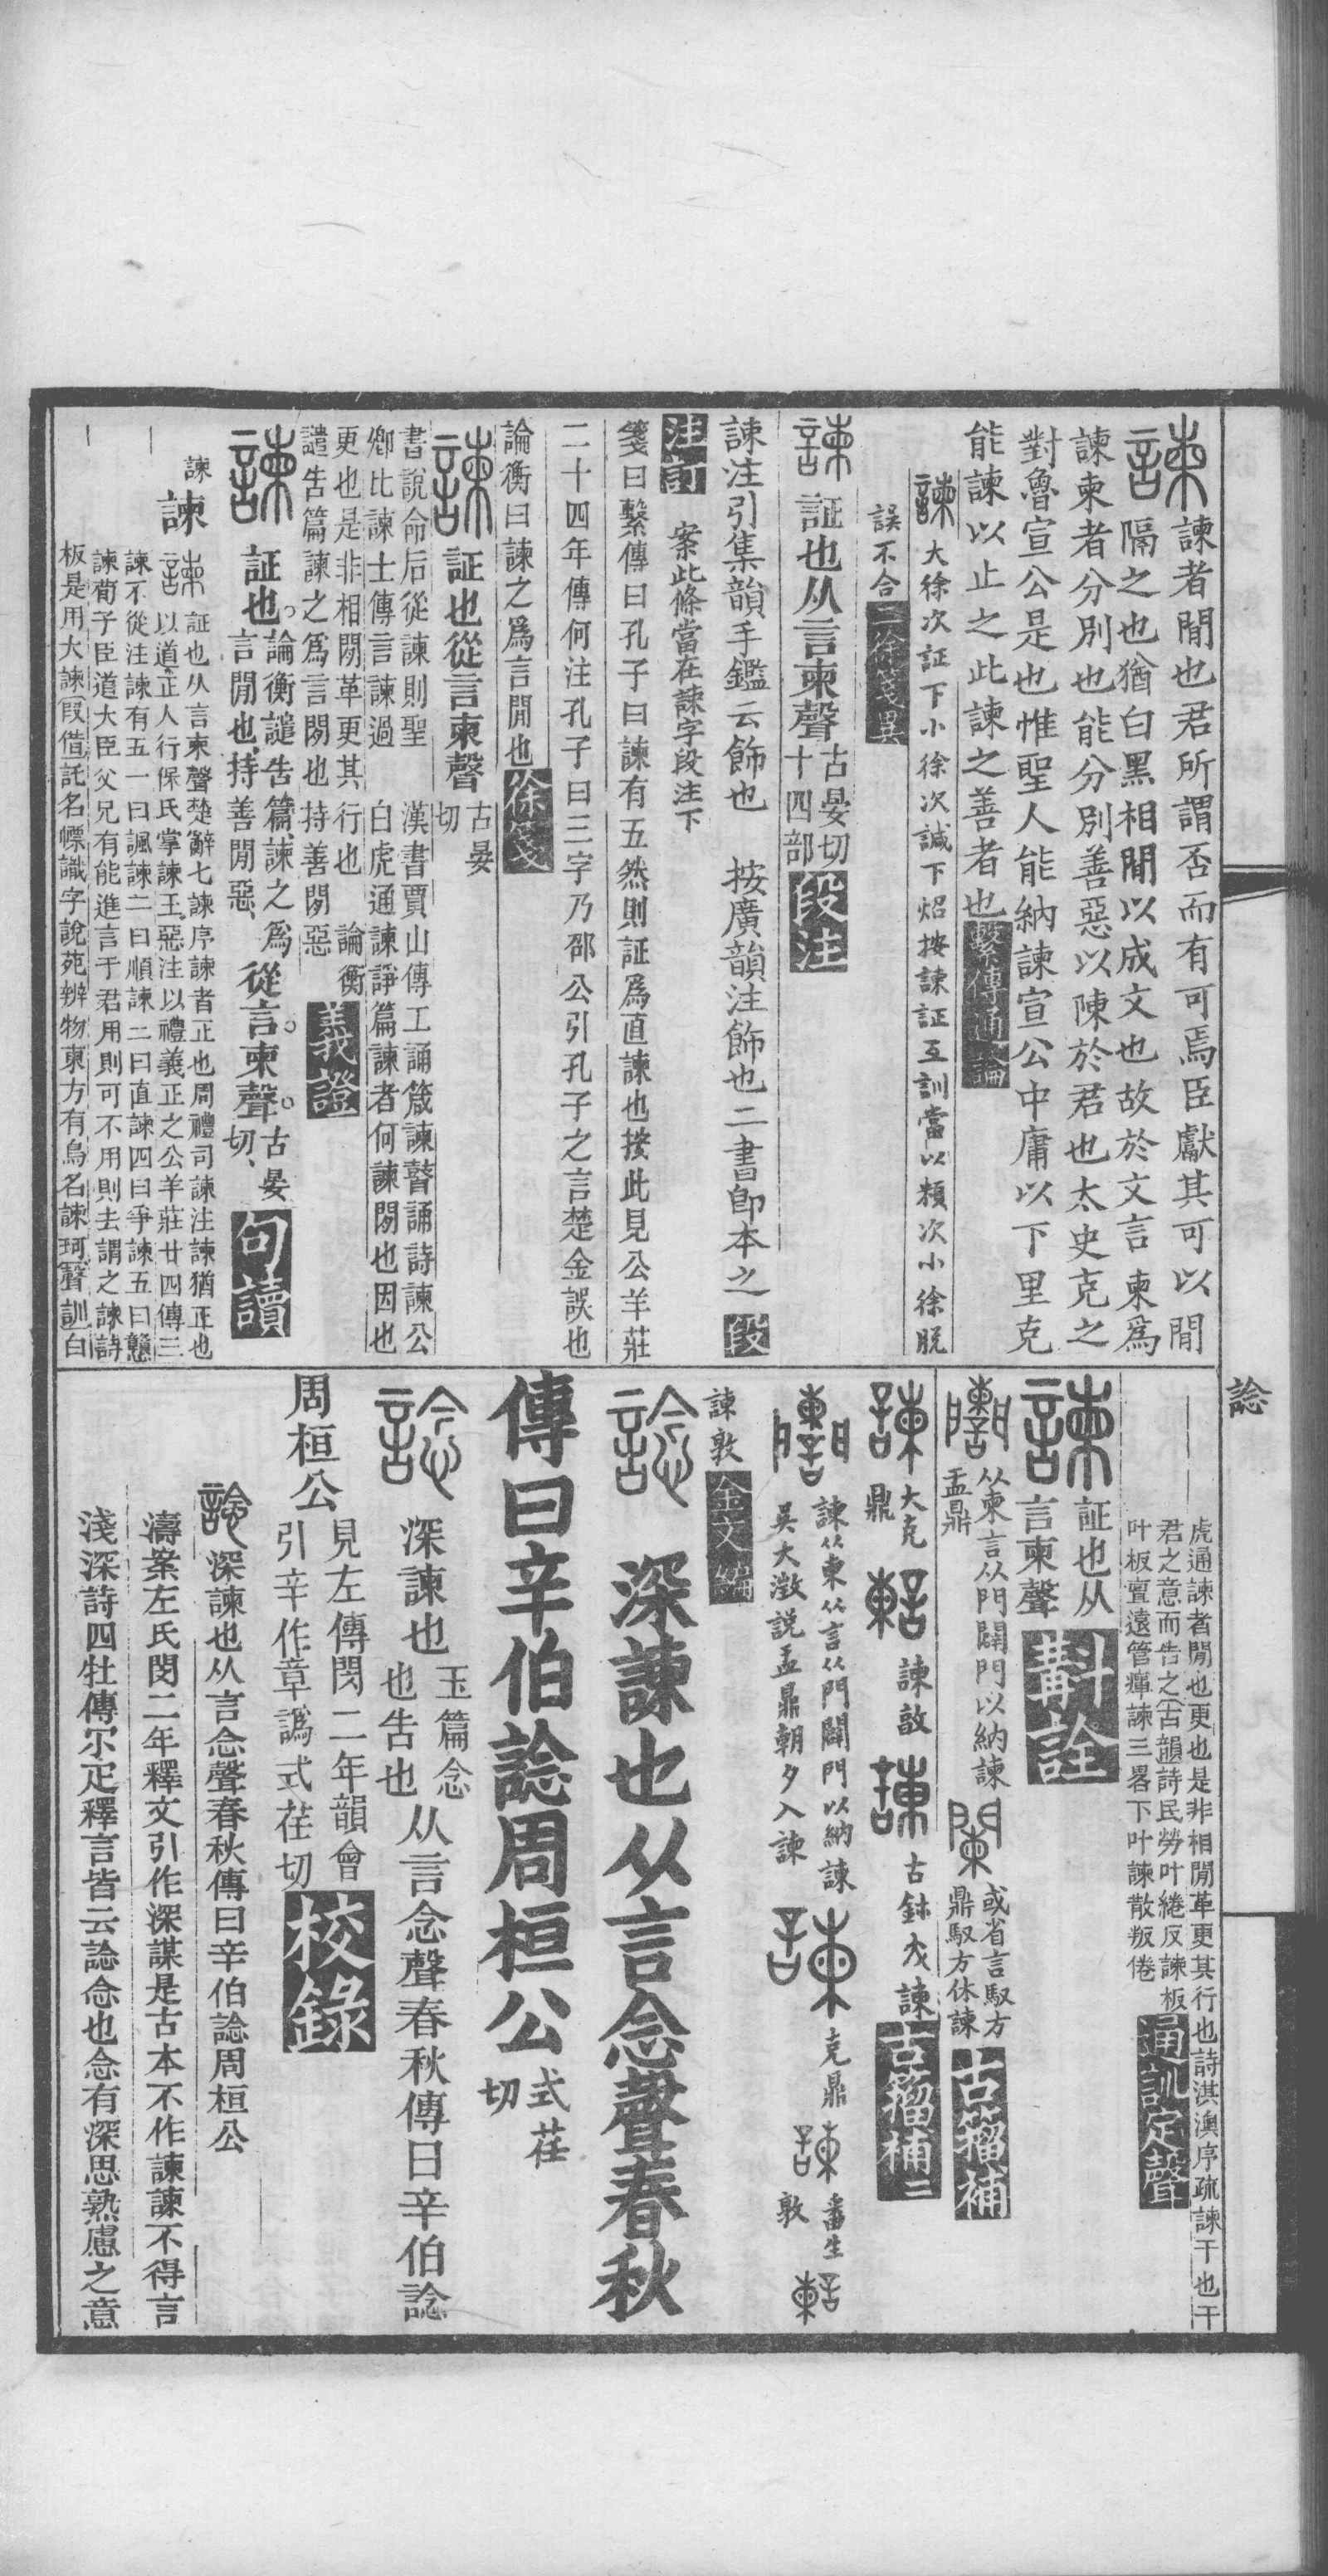 諫 諫者閒也君所謂否而有可焉臣獻其可以閒
隔之也猶白黑相閒以成文也故於文言柬爲
諫柬者分別也能分別善惡以陳於君也太史克之
對魯宣公是也惟聖人能納諫宣公中庸以下里克
能諫以止之此諫之善者也 繫傳通論
諫 大徐次証下小徐次諴下炤按諫証互訓當以類次小徐脫
誤不合 二徐箋異
諫 証也从言柬聲 古晏切
十四部 段注
諫注引集韻手鑑云飾也 按廣韻注飾也二書卽本之 段
注訂 案此條當在諫字段注下
箋曰繫傳曰孔子曰諫有五然則証爲直諫也按此見公羊莊
二十四年傳何注孔子曰三字乃邵公引孔子之言楚金誤也
論衡曰諫之爲言閒也 徐箋
諫 証也從言柬聲 古晏
切
漢書賈山傳工誦箴諫瞽誦詩諫公
卿比諫士傳言諫過 白虎通諫諍篇諫者何諫閒也因也
更也是非相閒革更其行也 論衡
譴告篇諫之爲言閒也持善閒惡 義證
書說命后從諫則聖
諫 証也 論衡譴告篇諫之爲
言閒也持善閒惡 從言柬聲 古晏
切 句讀
諫 諫 諫 証也从言柬聲楚辭七諫序諫者正也周禮司諫注諫猶正也
以道正人行保氏掌諫王惡注以禮義正之公羊莊廿四傳三
諫不從注諫有五一曰諷諫二曰順諫三曰直諫四曰爭諫五曰戇
諫荀子臣道大臣父兄有能進言于君用則可不用則去謂之諫詩
板是用大諫叚借託名幖識字說苑辨物東方有鳥名諫珂聲訓白
諗
虎通諫者閒也更也是非相閒革更其行也詩淇澳序疏諫干也干
君之意而告之古韻詩民勞叶綣反諫板
叶板亶遠管癉諫三畧下叶諫散叛倦 通訓定聲
諫 証也从
言柬聲 斠詮
从柬言从門闢門以納諫
盂鼎 或省言馭方
鼎馭方休諫 古籒補
諫 大克
鼎 諫敦 古鉢戊諫 古籒補二
諫从柬从言从門闢門以納諫
吳大澂説盂鼎朝夕入諫 克鼎 番生
敦
諫敦 金文編
諗 深諫也从言念聲春秋
傳曰辛伯諗周桓公 式荏
切
諗 深諫也 玉篇念
也告也 从言念聲春秋傳曰辛伯諗
周桓公 見左傳閔二年韻會
引辛作章譌式荏切 校錄
諗 深諫也从言念聲春秋傳曰辛伯諗周桓公
濤案左氏閔二年釋文引作深謀是古本不作諫諫不得言
淺深詩四牡傳尒疋釋言皆云諗念也念有深思熟慮之意